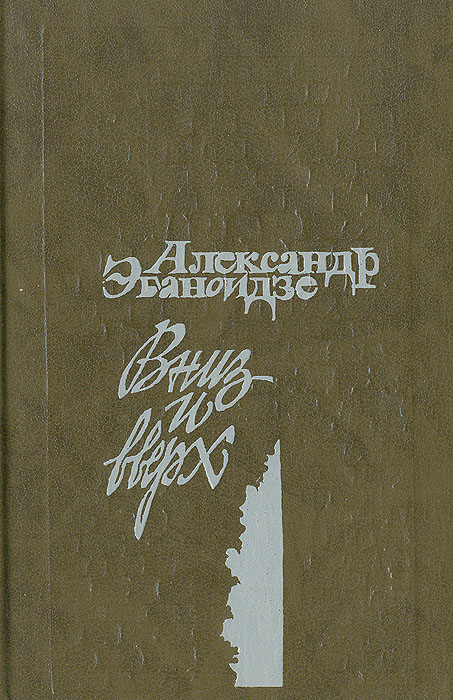 Александр
Эбаноидзе
Вниз
и
вверх